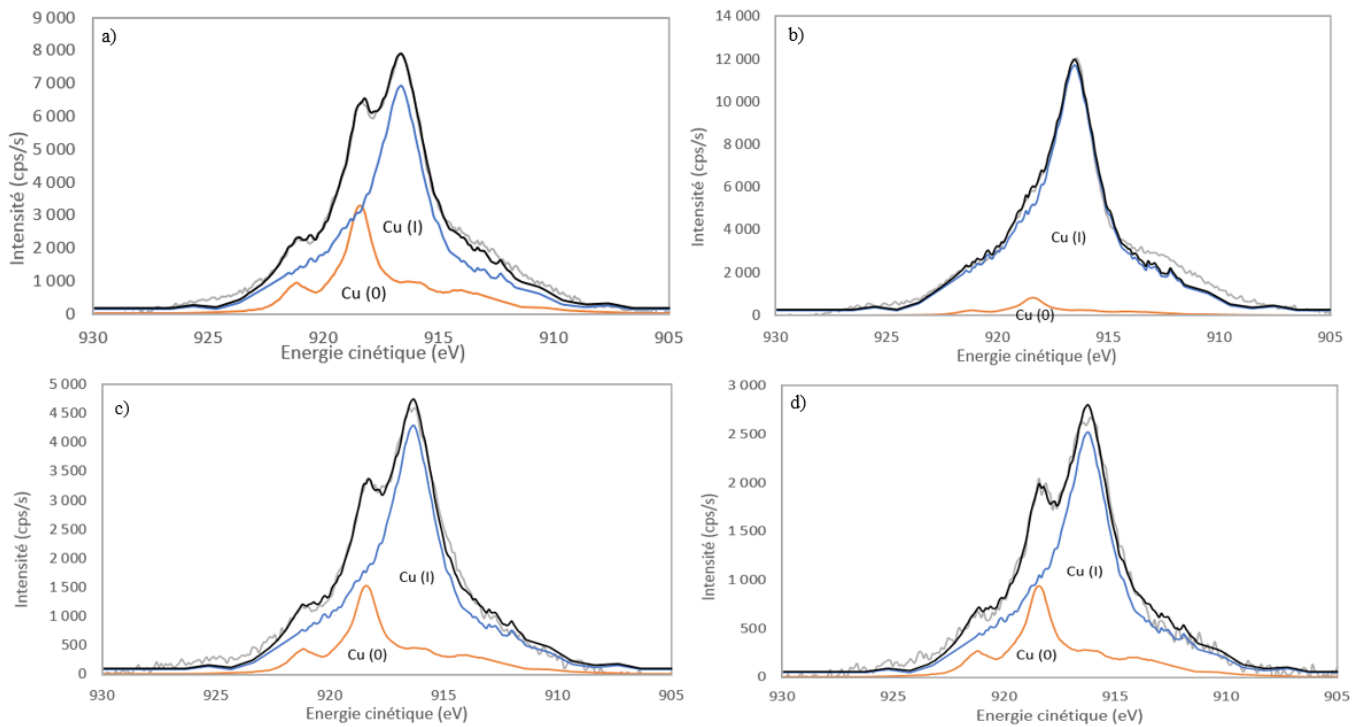 a)
9 000
8 000
7 000
6 000
5 000
4 000
3 000
2 000
1 000
0
Intensité (cps/s)
Cu (I)
Cu (0)
930 925 920 915 910 905
Energie cinétique (eV)
b)
14 000
12 000
10 000
8 000
6 000
4 000
2 000
0
Intensité (cps/s)
Cu (I)
Cu (0)
930 925 920 915 910 905
Energie cinétique (eV)
c)
5 000
4 500
4 000
3 500
3 000
2 500
2 000
1 500
1 000
500
0
Intensité (cps/s)
Cu (I)
Cu (0)
930 925 920 915 910 905
Energie cinétique (eV)
d)
3 000
2 500
2 000
1 500
1 000
500
0
Intensité (cps/s)
Cu (I)
Cu (0)
930 925 920 915 910 905
Energie cinétique (eV)